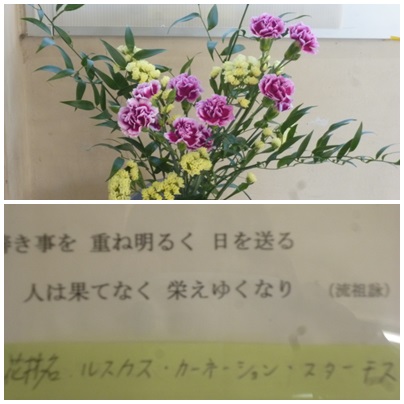 き事を 重ね明るく 日を送る
人は果てなく 栄えゆくなり (流祖詠)
花材名 ルスカス・カーネーション・スターチス